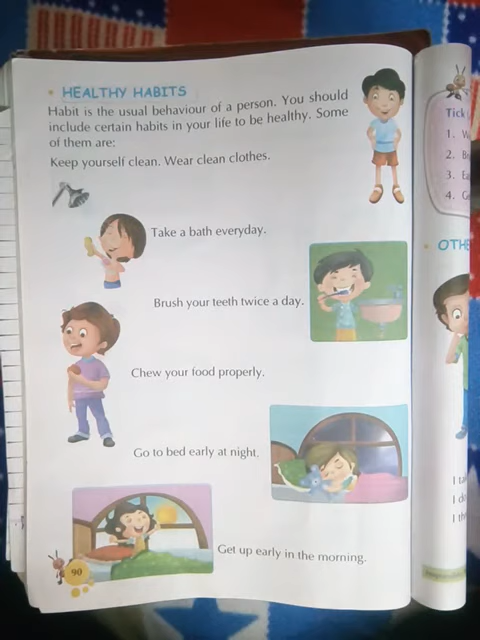 HEALTHY HABITS
Habit is the usual behaviour of a person. You should
include certain habits in your life to be healthy. Some
of them are:
Keep yourself clean. Wear clean clothes.
Take a bath everyday.
Brush your teeth twice a day.
Chew your food properly.
Go to bed early at night.
Get up early in the morning.
90
Tick
1.
2.
3.
4.
I
I
I